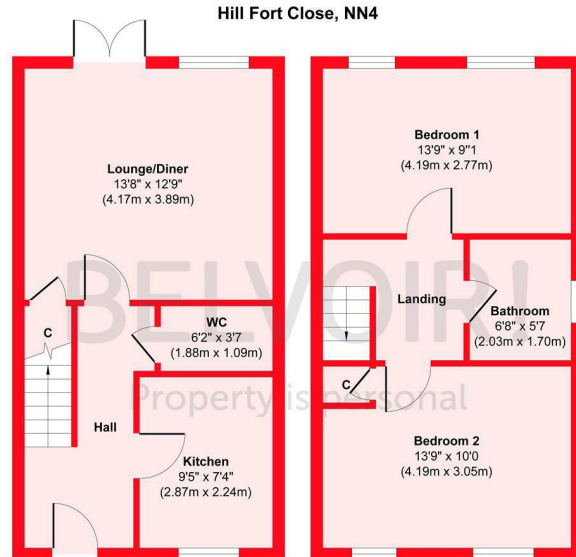 Hill Fort Close, NN4
Lounge/Diner
13'8" x 12'9"
(4.17m x 3.89m)
C
WC
6'2" x 3'7
(1.88m x 1.09m)
Hall
Kitchen
9'5" x 7'4"
(2.87m x 2.24m)
Bedroom 1
13'9" x 9''1
(4.19m x 2.77m)
Landing
Bathroom
6'8" x 5'7
(2.03m x 1.70m)
C
Bedroom 2
13'9" x 10'0
(4.19m x 3.05m)
BELVOIR!
Property is personal